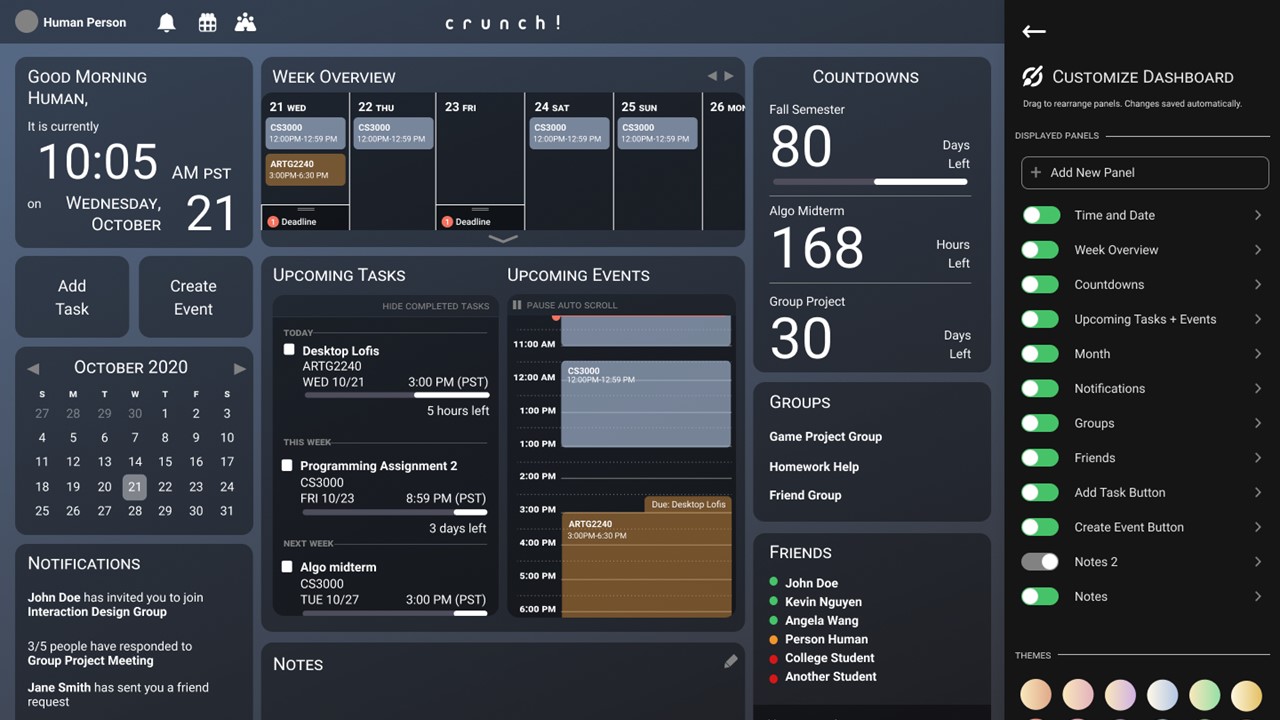 Human Person
crunch!
GOOD MORNING
HUMAN,
It is currently
10:05 AM PST
on WEDNESDAY,
OCTOBER 21
Add
Task
Create
Event
OCTOBER 2020
S M T W T F S
27 28 29 30 1 2 3
4 5 6 7 8 9 10
11 12 13 14 15 16 17
18 19 20 21 22 23 24
25 26 27 28 29 30 31
NOTIFICATIONS
John Doe has invited you to join
Interaction Design Group
3/5 people have responded to
Group Project Meeting
Jane Smith has sent you a friend
request
WEEK OVERVIEW
21 WED 22 THU 23 FRI 24 SAT 25 SUN 26 MON
CS3000 CS3000 CS3000 CS3000
12:00PM-12:59 PM 12:00PM-12:59 PM 12:00PM-12:59 PM 12:00PM-12:59 PM
ARTG2240
3:00PM-6:30 PM
1 Deadline 1 Deadline
UPCOMING TASKS
HIDE COMPLETED TASKS
TODAY
Desktop Lofis
ARTG2240
WED 10/21 3:00 PM (PST)
5 hours left
THIS WEEK
Programming Assignment 2
CS3000
FRI 10/23 8:59 PM (PST)
3 days left
NEXT WEEK
Algo midterm
CS3000
TUE 10/27 3:00 PM (PST)
UPCOMING EVENTS
PAUSE AUTO SCROLL
11:00 AM
12:00 AM
CS3000
12:00PM-12:59 PM
1:00 PM
1:00 PM
2:00 PM
Due: Desktop Lofis
3:00 PM
ARTG2240
3:00PM-6:30 PM
4:00 PM
5:00 PM
6:00 PM
NOTES
COUNTDOWNS
Fall Semester
80 Days
Left
Algo Midterm
168 Hours
Left
Group Project
30 Days
Left
GROUPS
Game Project Group
Homework Help
Friend Group
FRIENDS
John Doe
Kevin Nguyen
Angela Wang
Person Human
College Student
Another Student
CUSTOMIZE DASHBOARD
Drag to rearrange panels. Changes saved automatically.
DISPLAYED PANELS
+ Add New Panel
Time and Date
Week Overview
Countdowns
Upcoming Tasks + Events
Month
Notifications
Groups
Friends
Add Task Button
Create Event Button
Notes 2
Notes
THEMES